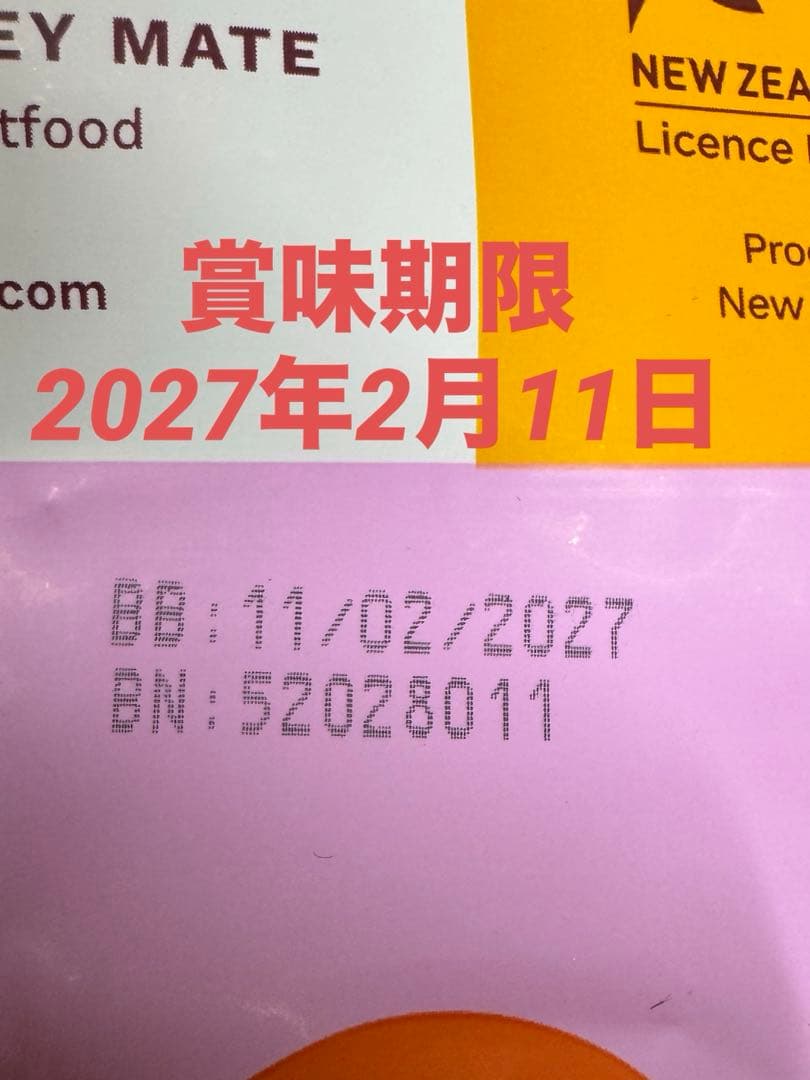 EY MATE
tfood
.com
NEW ZEA
Licence
Pro
New
賞味期限
2027年2月11日
BB:11/02/2027
BN:52028011